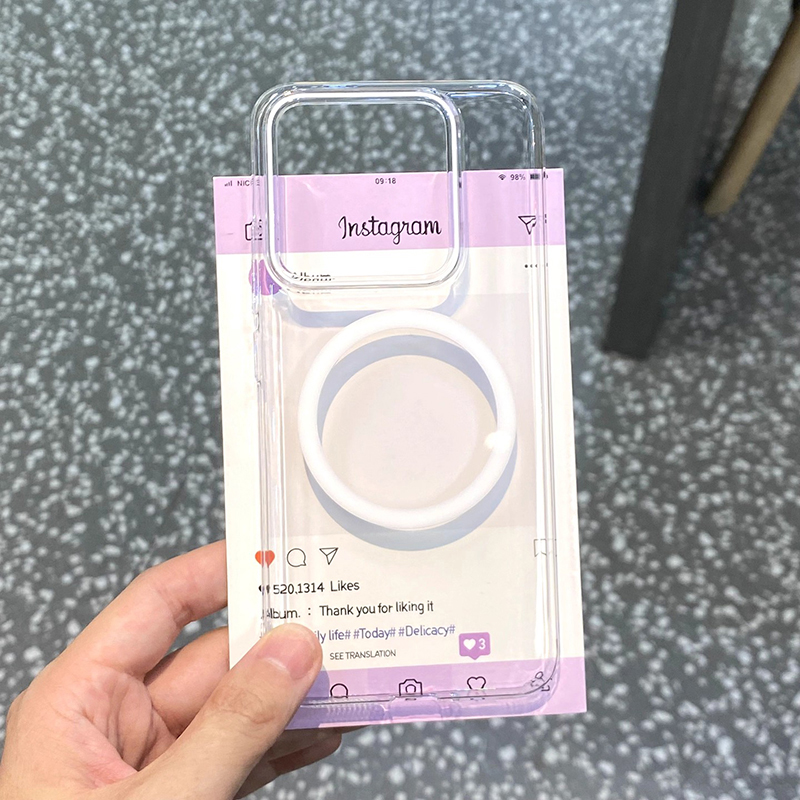 09:18
98%
Instagram
520,1314 Likes
Album. : Thank you for liking it
life# #Today# #Delicacy#
3
SEE TRANSLATION